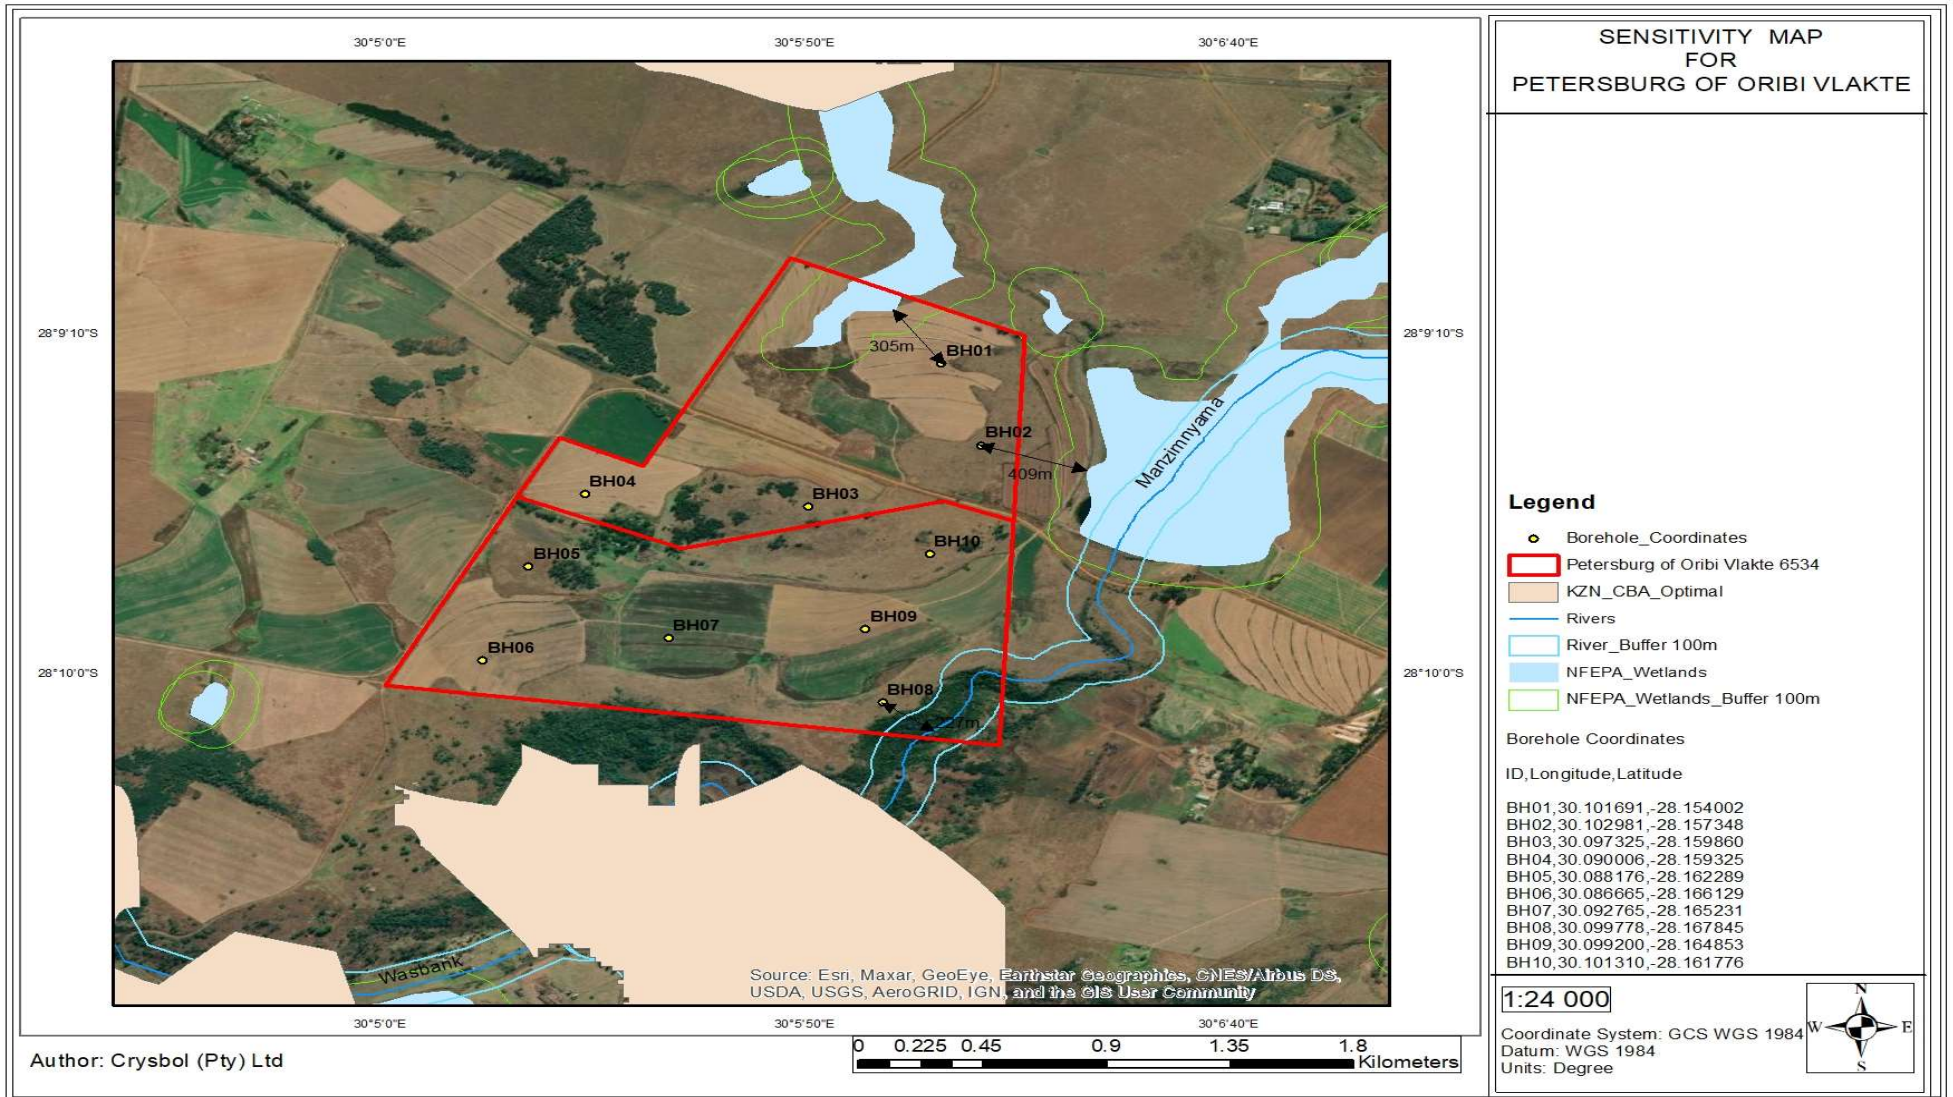 SENSITIVITY MAP
FOR
PETERSBURG OF ORIBI VLAKTE
30°5'0"E
30°5'50"E
30°6'40"E
28°9'10"S
28°9'10"S
28°10'0"S
28°10'0"S
30°5'0"E
30°5'50"E
30°6'40"E
305m
BH01
BH02
409m
Manzimnyama
BH04
BH03
BH10
BH05
BH09
BH07
BH06
BH08
Wasbank
Source: Esri, Maxar, GeoEye, Earthstar Geographics, CNES/Airbus DS,
USDA, USGS, AeroGRID, IGN, and the GIS User Community
Legend
Borehole_Coordinates
Petersburg of Oribi Vlakte 6534
KZN_CBA_Optimal
Rivers
River_Buffer 100m
NFEPA_Wetlands
NFEPA_Wetlands_Buffer 100m
Borehole Coordinates
ID,Longitude,Latitude
BH01,30.101691,-28.154002
BH02,30.102981,-28.157348
BH03,30.097325,-28.159860
BH04,30.090006,-28.159325
BH05,30.088176,-28.162289
BH06,30.086665,-28.166129
BH07,30.092765,-28.165231
BH08,30.099778,-28.167845
BH09,30.099200,-28.164853
BH10,30.101310,-28.161776
1:24 000
Coordinate System: GCS WGS 1984
Datum: WGS 1984
Units: Degree
N
W
E
S
Author: Crysbol (Pty) Ltd
0 0.225 0.45 0.9 1.35 1.8
Kilometers